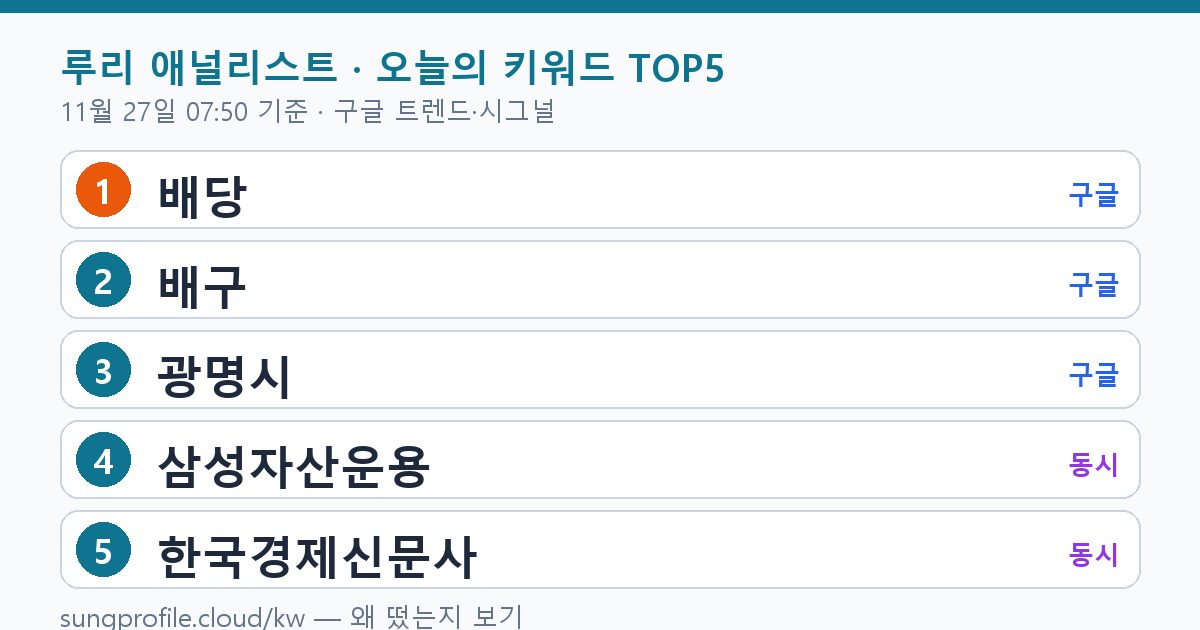 루리 애널리스트 · 오늘의 키워드 TOP5
11월 27일 07:50 기준 · 구글 트렌드·시그널
1 배당 구글
2 배구 구글
3 광명시 구글
4 삼성자산운용 동시
5 한국경제신문사 동시
sungprofile.cloud/kw — 왜 떴는지 보기